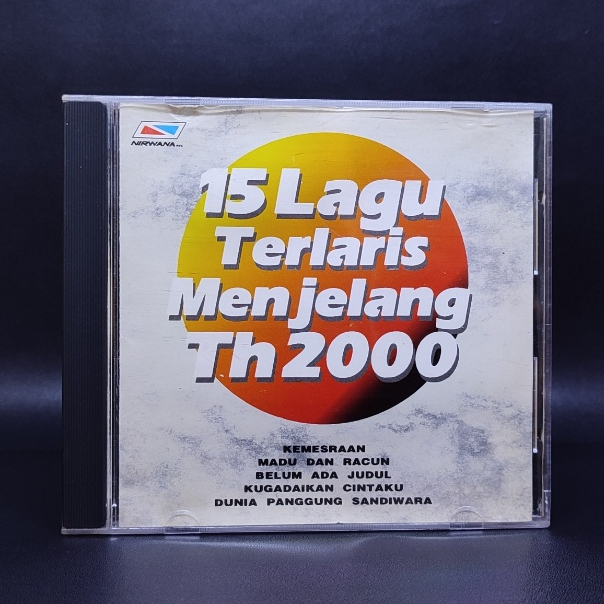 NIRWANA
15 Lagu
Terlaris
Menjelang
Th 2000
KEMESRAAN
MADU DAN RACUN
BELUM ADA JUDUL
KUGADAIKAN CINTAKU
DUNIA PANGGUNG SANDIWARA